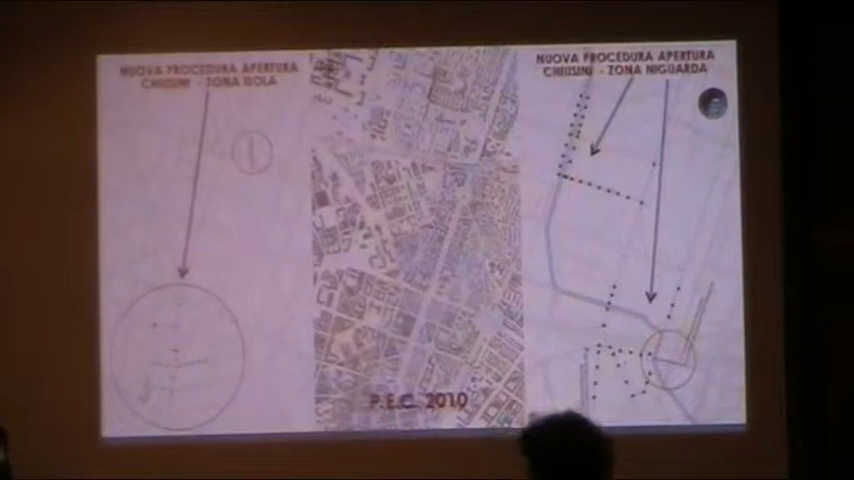 NUOVA PROCEDURA APERTURA
CHIUSINI - ZONA ISOLA
NUOVA PROCEDURA APERTURA
CHIUSINI - ZONA NIGUARDA
P.E.C. 2010